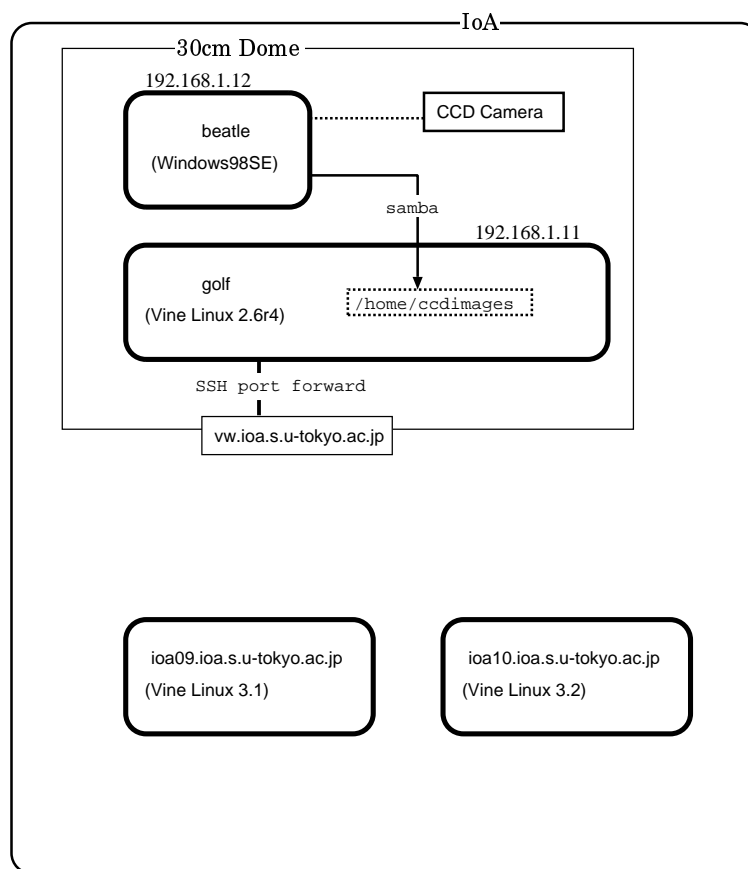 IoA
30cm Dome
192.168.1.12
CCD Camera
beatle
(Windows98SE)
samba
192.168.1.11
golf
/home/ccdimages
(Vine Linux 2.6r4)
SSH port forward
vw.ioa.s.u-tokyo.ac.jp
ioa09.ioa.s.u-tokyo.ac.jp
(Vine Linux 3.1)
ioa10.ioa.s.u-tokyo.ac.jp
(Vine Linux 3.2)